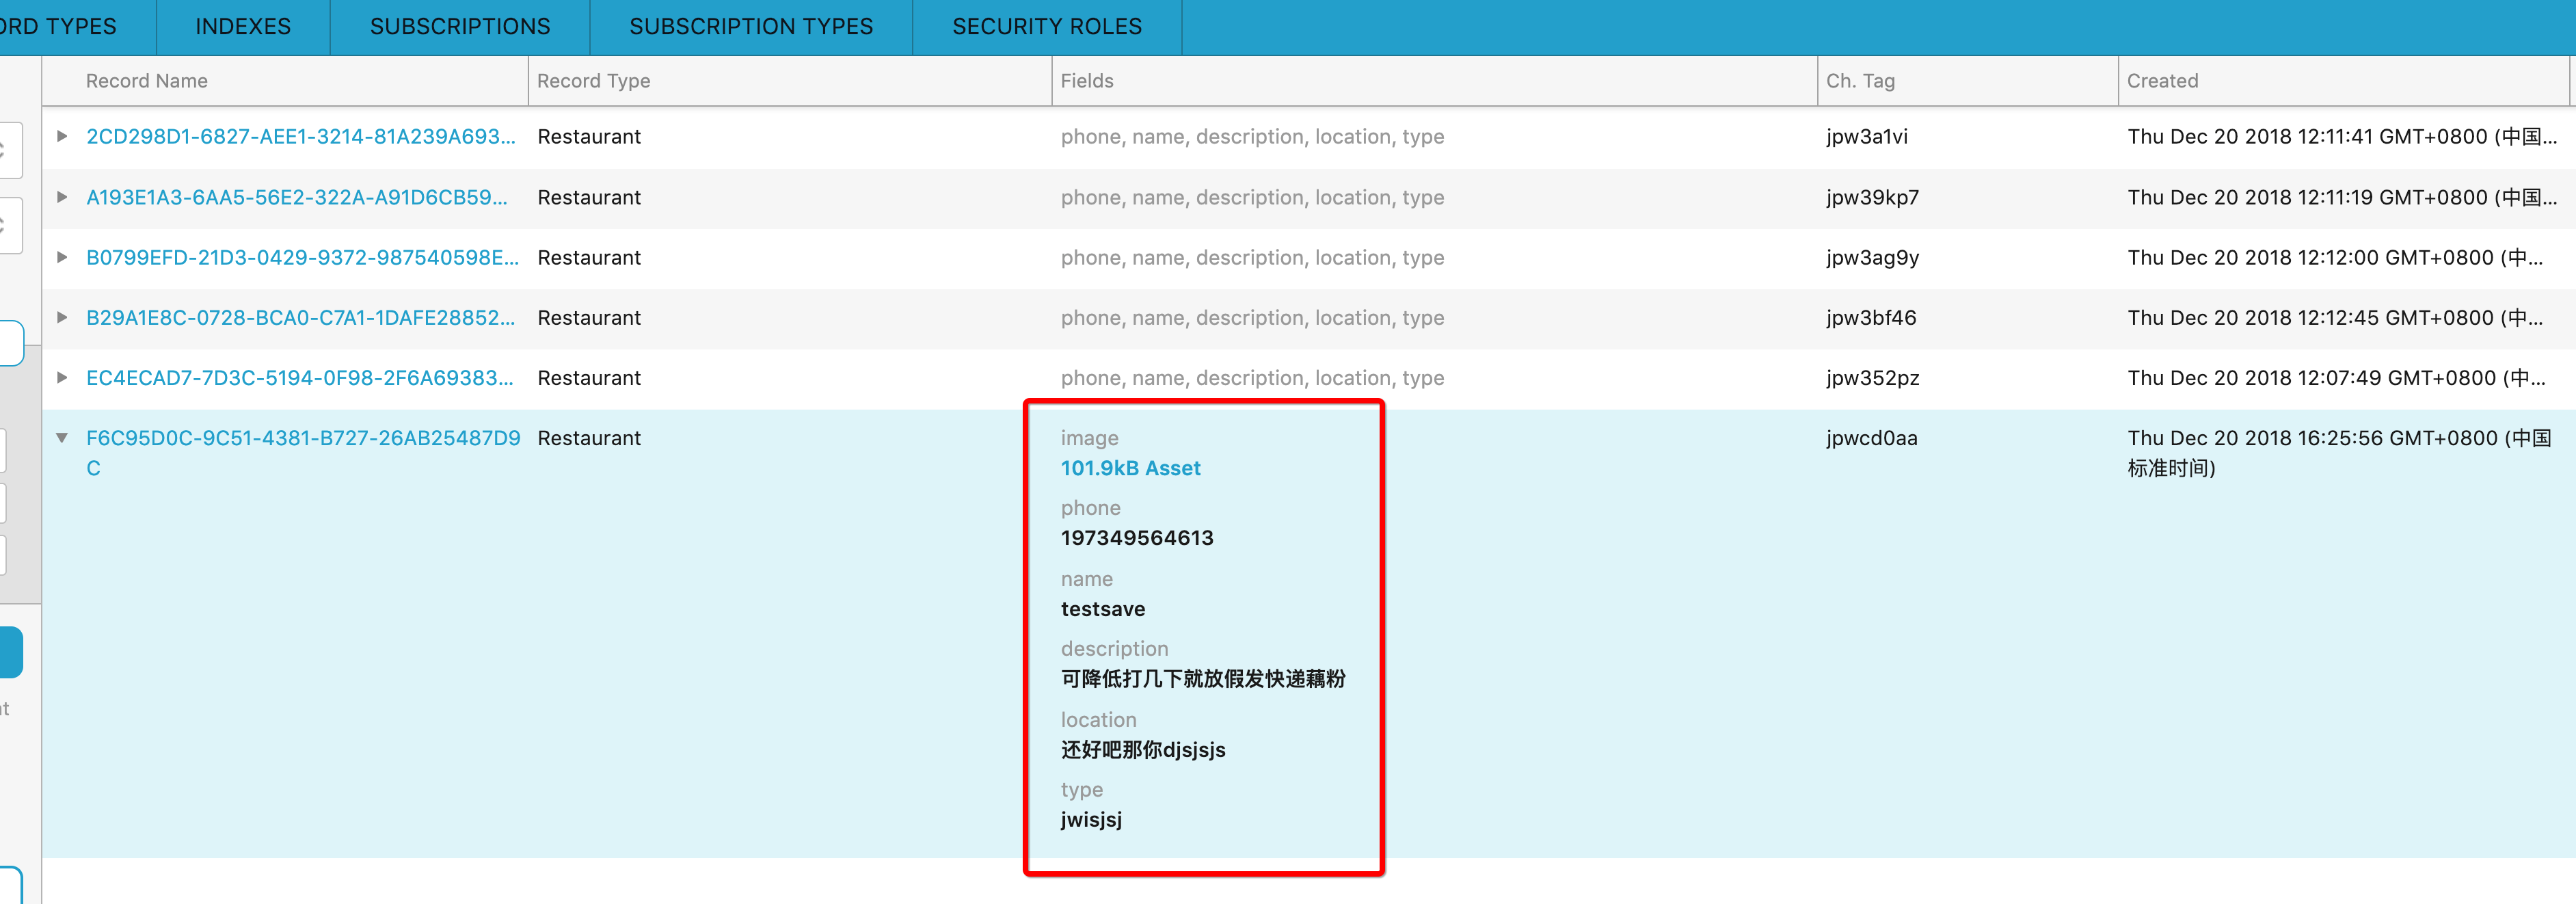 ORD TYPES INDEXES SUBSCRIPTIONS SUBSCRIPTION TYPES SECURITY ROLES
Record Name Record Type Fields Ch. Tag Created
2CD298D1-6827-AEE1-3214-81A239A693... Restaurant phone, name, description, location, type jpw3a1vi Thu Dec 20 2018 12:11:41 GMT+0800 (中国...
A193E1A3-6AA5-56E2-322A-A91D6CB59... Restaurant phone, name, description, location, type jpw39kp7 Thu Dec 20 2018 12:11:19 GMT+0800 (中国...
B0799EFD-21D3-0429-9372-987540598E... Restaurant phone, name, description, location, type jpw3ag9y Thu Dec 20 2018 12:12:00 GMT+0800 (中...
B29A1E8C-0728-BCA0-C7A1-1DAFE28852... Restaurant phone, name, description, location, type jpw3bf46 Thu Dec 20 2018 12:12:45 GMT+0800 (中...
EC4ECAD7-7D3C-5194-0F98-2F6A69383... Restaurant phone, name, description, location, type jpw352pz Thu Dec 20 2018 12:07:49 GMT+0800 (中...
F6C95D0C-9C51-4381-B727-26AB25487D9 Restaurant image jpwcd0aa Thu Dec 20 2018 16:25:56 GMT+0800 (中国
C 101.9kB Asset 标准时间)
phone
197349564613
name
testsave
description
可降低打几下就放假发快递藕粉
location
还好吧那你djsjsjs
type
jwisjsj